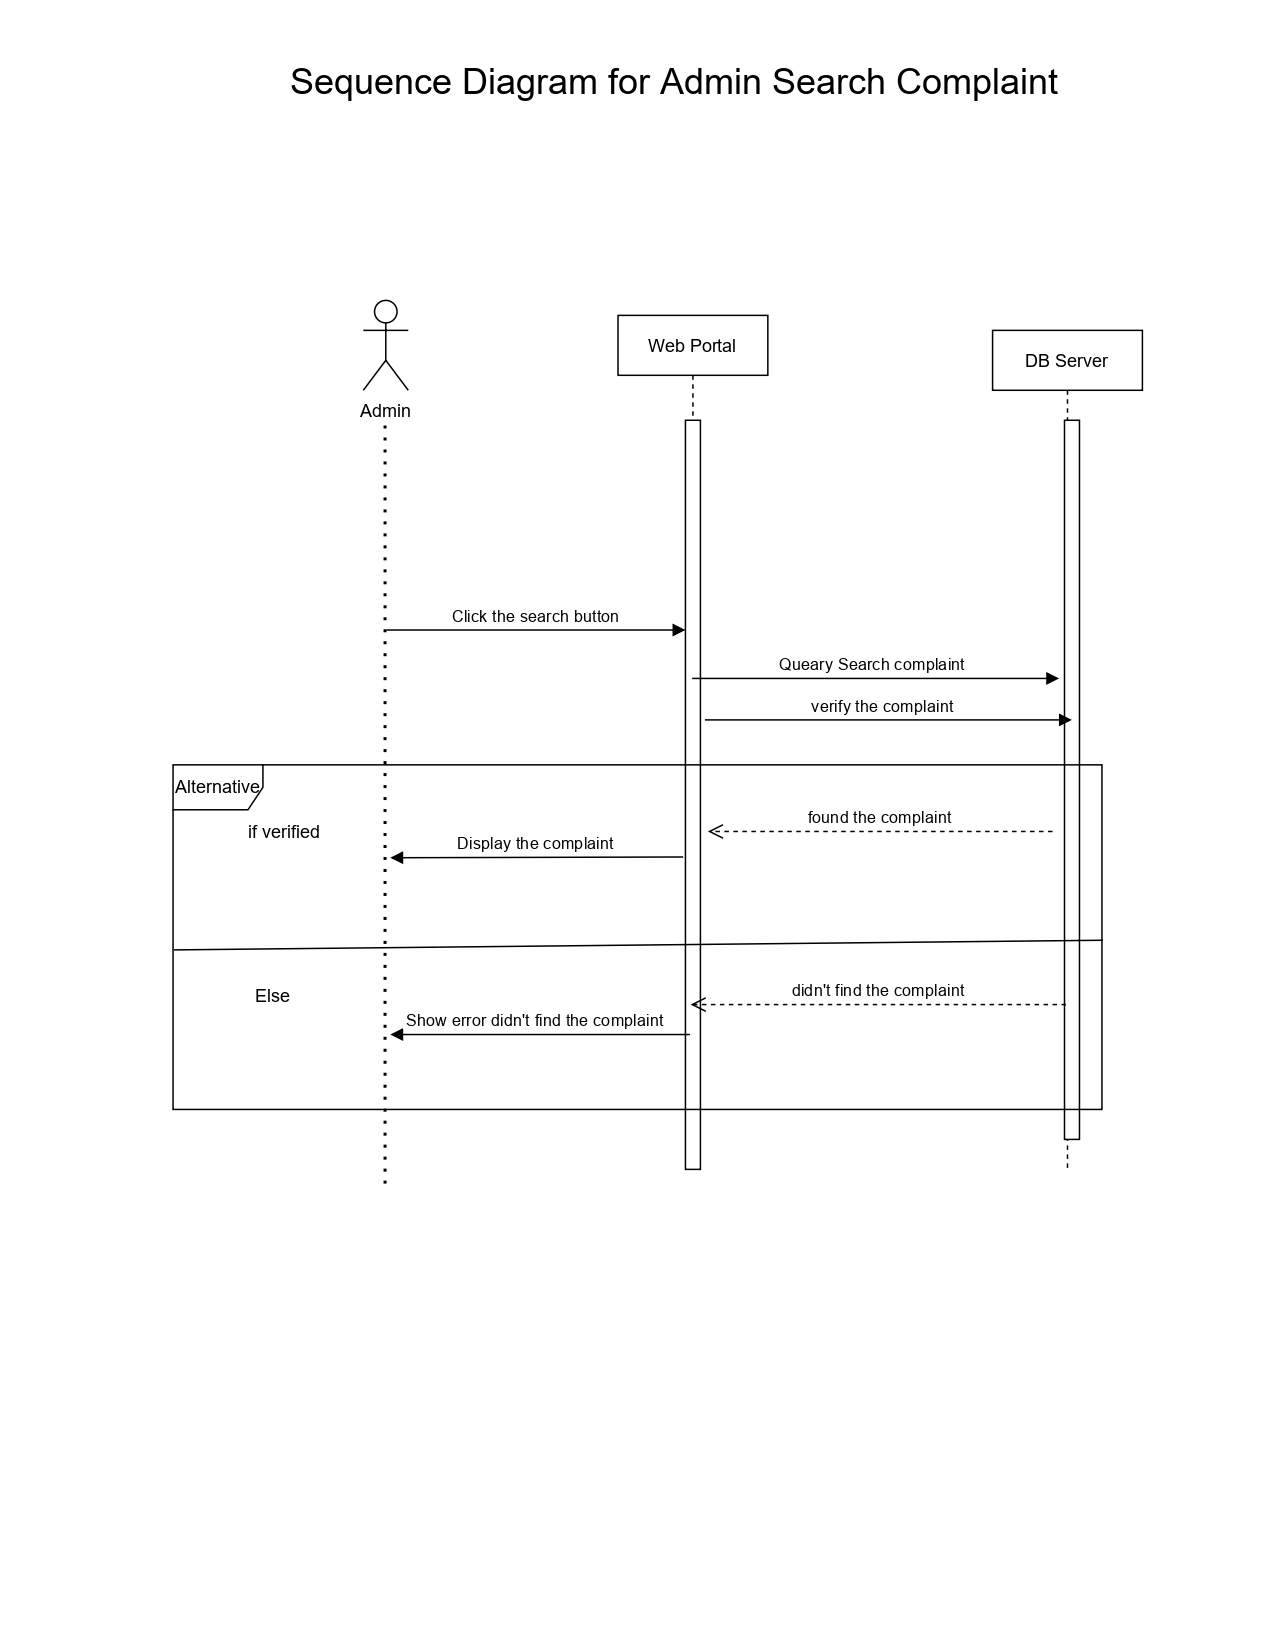 Sequence Diagram for Admin Search Complaint
Web Portal
DB Server
Admin
Click the search button
Queary Search complaint
verify the complaint
Alternative
found the complaint
if verified
Display the complaint
didn't find the complaint
Else
Show error didn't find the complaint